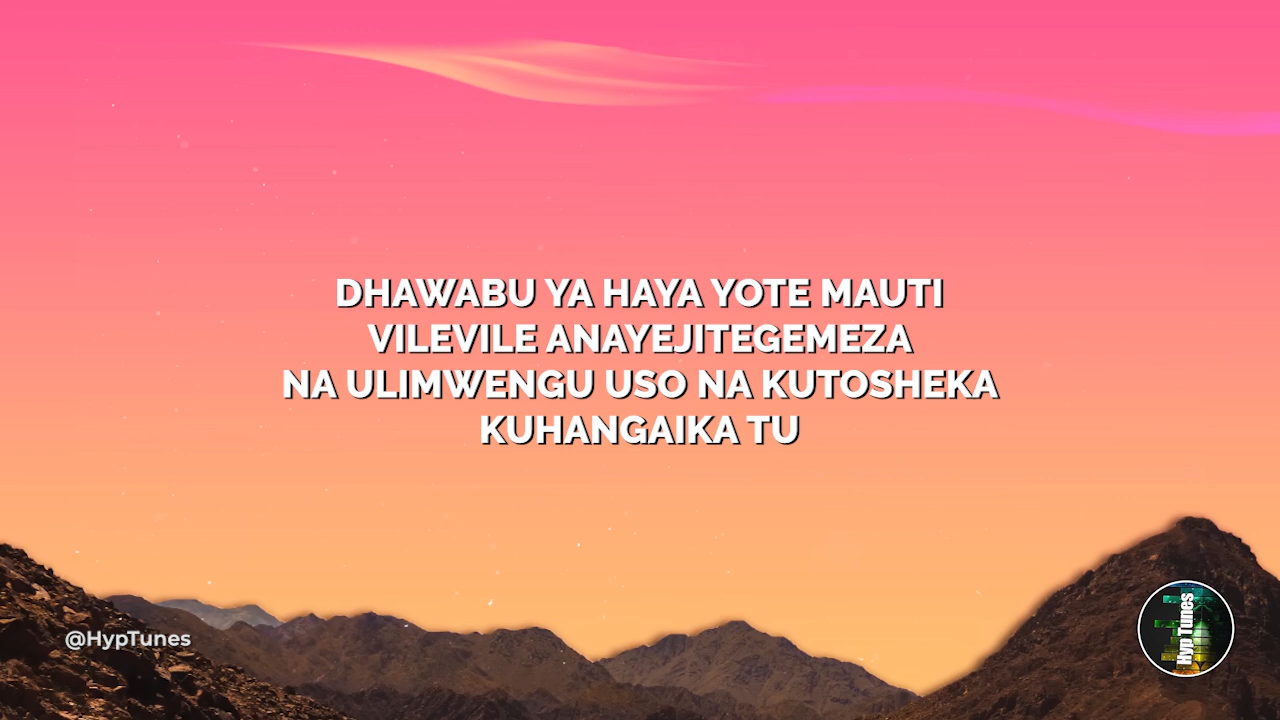 DHAWABU YA HAYA YOTE MAUTI
VILEVILE ANAYEJITEGEMEZA
NA ULIMWENGU USO NA KUTOSHEKA
KUHANGAIKA TU
@HypTunes
Hyp Tunes